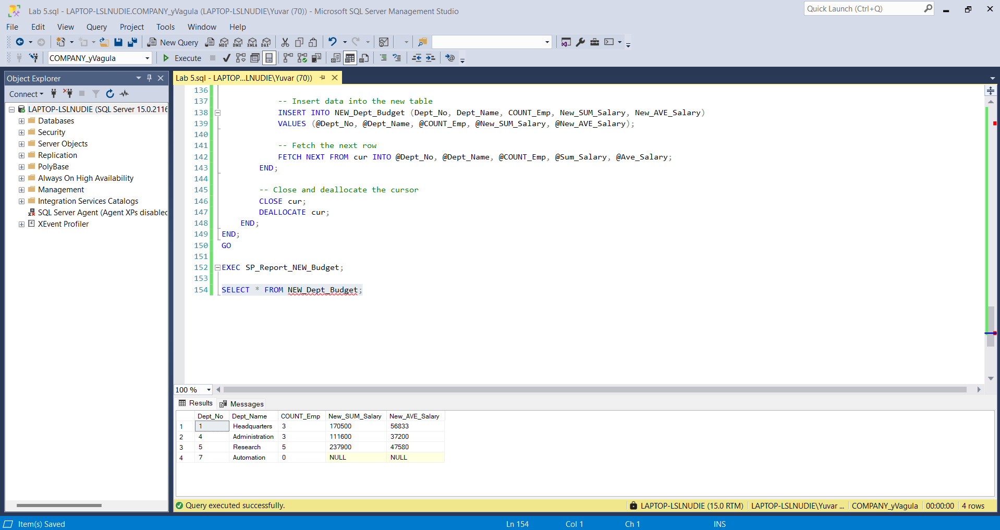 Lab 5.sql - LAPTOP-LSLNUDIE.COMPANY_yVagula (LAPTOP-LSLNUDIE\Yuvar (70)) - Microsoft SQL Server Management Studio
Quick Launch (Ctrl+Q)
File Edit View Query Project Tools Window Help
New Query MDX DMX XMLA DAX
COMPANY_yVagula Execute
Object Explorer
Connect
LAPTOP-LSLNUDIE (SQL Server 15.0.2116
Databases
Security
Server Objects
Replication
PolyBase
Always On High Availability
Management
Integration Services Catalogs
SQL Server Agent (Agent XPs disabled
XEvent Profiler
Lab 5.sql - LAPTOP...LNUDIE\Yuvar (70))
136
137 -- Insert data into the new table
138 INSERT INTO NEW_Dept_Budget (Dept_No, Dept_Name, COUNT_Emp, New_SUM_Salary, New_AVE_Salary)
139 VALUES (@Dept_No, @Dept_Name, @COUNT_Emp, @New_SUM_Salary, @New_AVE_Salary);
140
141 -- Fetch the next row
142 FETCH NEXT FROM cur INTO @Dept_No, @Dept_Name, @COUNT_Emp, @Sum_Salary, @Ave_Salary;
143 END;
144
145 -- Close and deallocate the cursor
146 CLOSE cur;
147 DEALLOCATE cur;
148 END;
149 END;
150 GO
151
152 EXEC SP_Report_NEW_Budget;
153
154 SELECT * FROM NEW_Dept_Budget;
100 %
Results Messages
Dept_No Dept_Name COUNT_Emp New_SUM_Salary New_AVE_Salary
1 1 Headquarters 3 170500 56833
2 4 Administration 3 111600 37200
3 5 Research 5 237900 47580
4 7 Automation 0 NULL NULL
Query executed successfully. LAPTOP-LSLNUDIE (15.0 RTM) LAPTOP-LSLNUDIE\Yuvar ... COMPANY_yVagula 00:00:00 4 rows
Item(s) Saved Ln 154 Col 1 Ch 1 INS